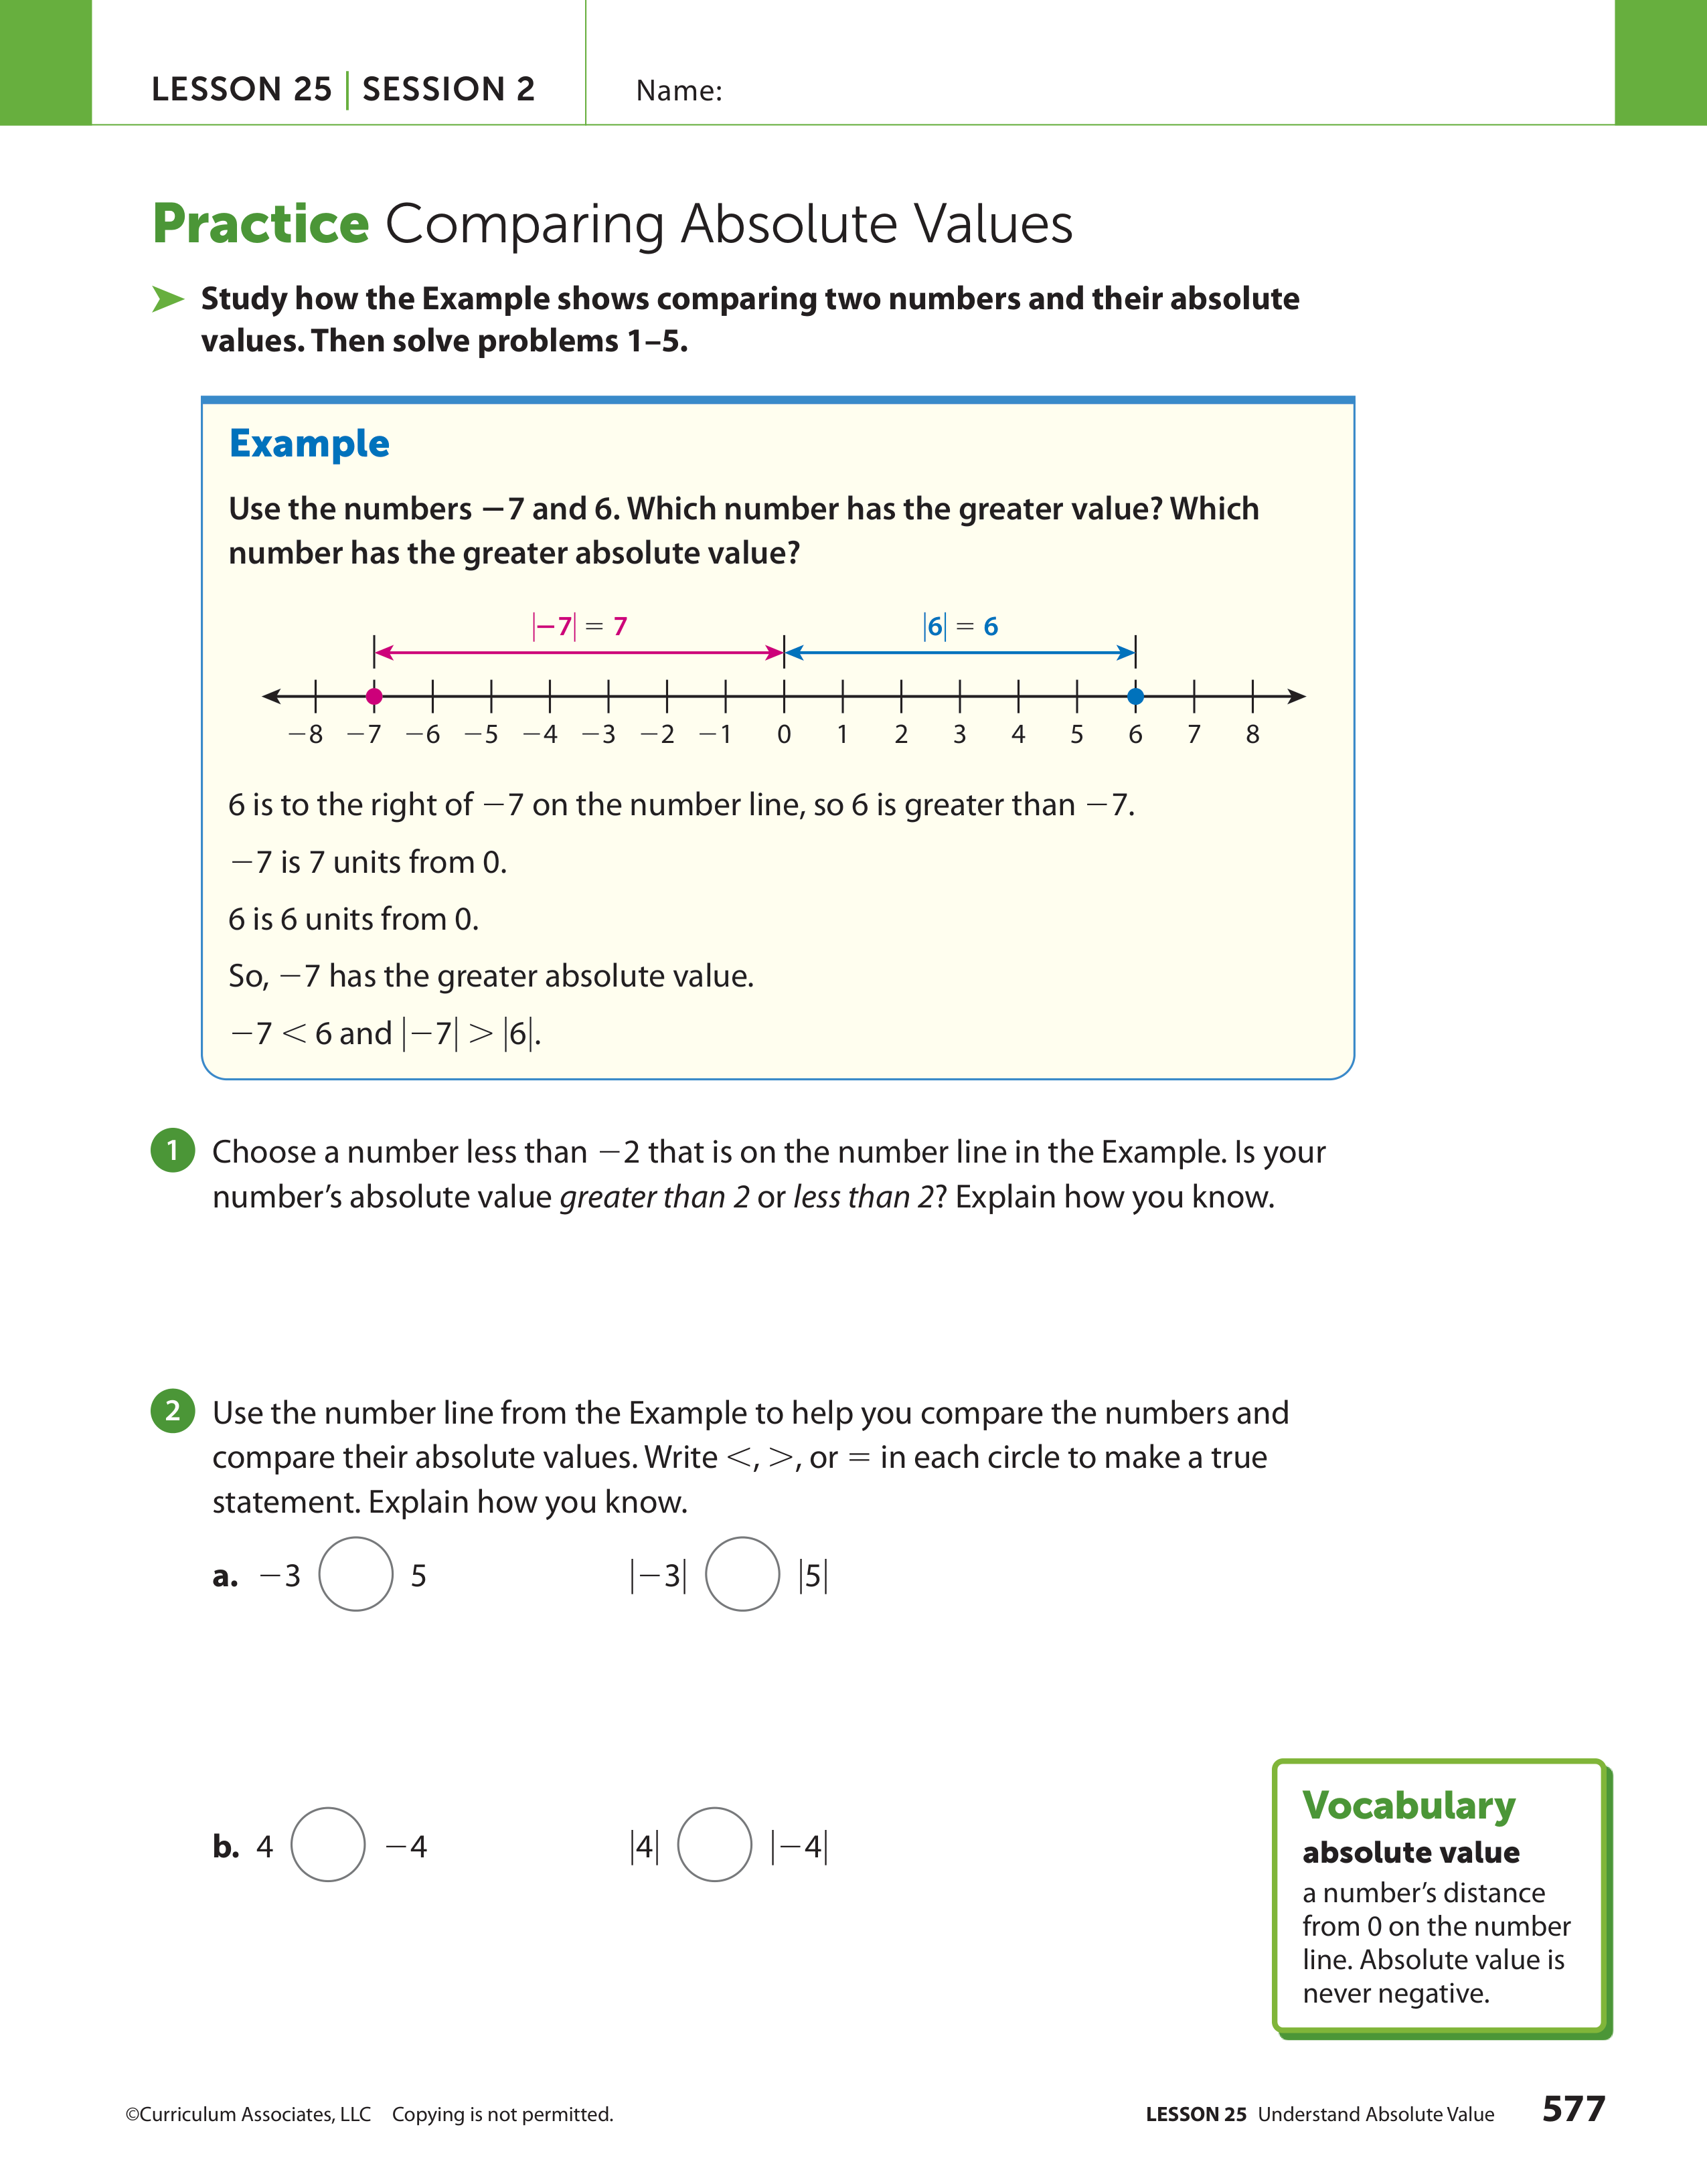 LESSON 25 | SESSION 2
Name:
Practice Comparing Absolute Values
Study how the Example shows comparing two numbers and their absolute
values. Then solve problems 1–5.
Example
Use the numbers −7 and 6. Which number has the greater value? Which
number has the greater absolute value?
|−7| = 7 |6| = 6
−8 −7 −6 −5 −4 −3 −2 −1 0 1 2 3 4 5 6 7 8
6 is to the right of −7 on the number line, so 6 is greater than −7.
−7 is 7 units from 0.
6 is 6 units from 0.
So, −7 has the greater absolute value.
−7 < 6 and |−7| > |6|.
1 Choose a number less than −2 that is on the number line in the Example. Is your
number’s absolute value greater than 2 or less than 2? Explain how you know.
2 Use the number line from the Example to help you compare the numbers and
compare their absolute values. Write <, >, or = in each circle to make a true
statement. Explain how you know.
a. −3 5 |−3| |5|
b. 4 −4 |4| |−4|
Vocabulary
absolute value
a number’s distance
from 0 on the number
line. Absolute value is
never negative.
©Curriculum Associates, LLC Copying is not permitted.
LESSON 25 Understand Absolute Value 577